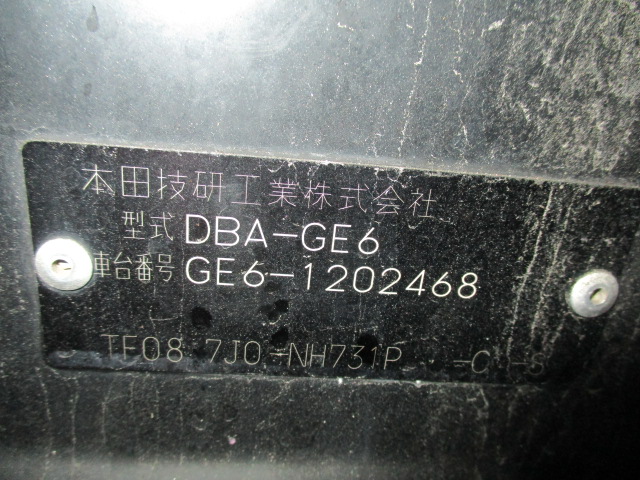 本田技研工業株式会社
型式 DBA-GE6
車台番号 GE6-1202468
TF08 7J0-NH731P -C -S